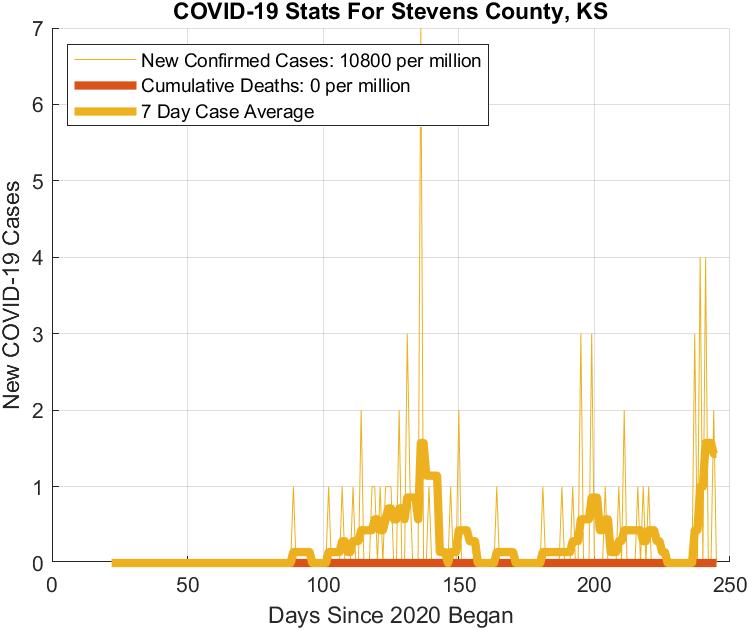 COVID-19 Stats For Stevens County, KS
New Confirmed Cases: 10800 per million
Cumulative Deaths: 0 per million
7 Day Case Average
New COVID-19 Cases
7
6
5
4
3
2
1
0
0 50 100 150 200 250
Days Since 2020 Began